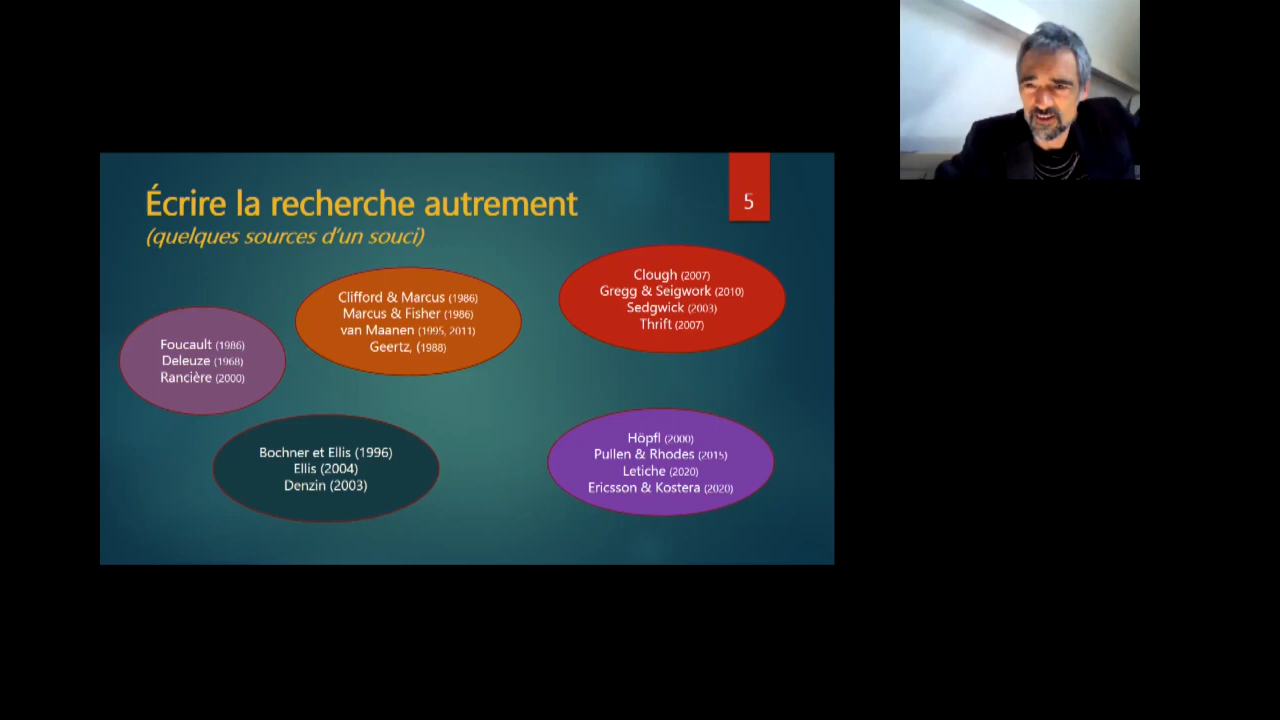 Écrire la recherche autrement
(quelques sources d'un souci)
5
Foucault (1986)
Deleuze (1968)
Rancière (2000)
Clifford & Marcus (1986)
Marcus & Fisher (1986)
van Maanen (1995, 2011)
Geertz, (1988)
Clough (2007)
Gregg & Seigwork (2010)
Sedgwick (2003)
Thrift (2007)
Bochner et Ellis (1996)
Ellis (2004)
Denzin (2003)
Höpfl (2000)
Pullen & Rhodes (2015)
Letiche (2020)
Ericsson & Kostera (2020)